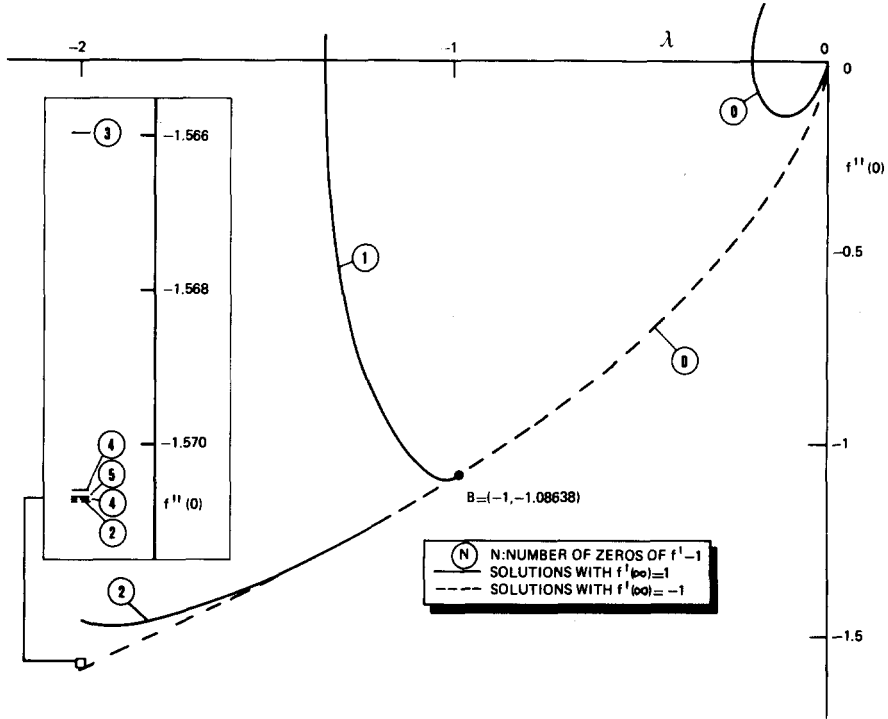 -2
-1
λ
0
0
0
0
3
-1.566
f''(0)
1
-0.5
-1.568
0
4
-1.570
-1
5
B=(-1,-1.08638)
4
f''(0)
2
N N:NUMBER OF ZEROS OF f'-1
SOLUTIONS WITH f'(∞)=1
SOLUTIONS WITH f'(∞)= -1
2
-1.5